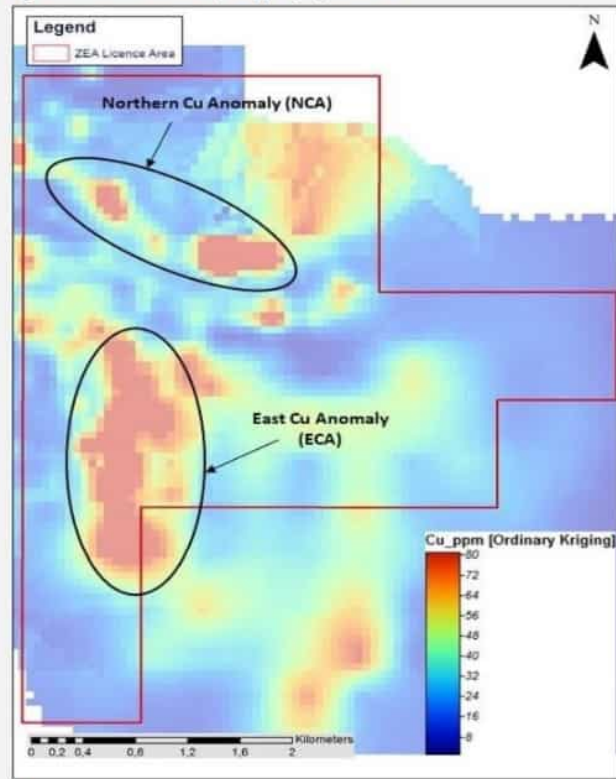 Legend
ZEA Licence Area
N
Northern Cu Anomaly (NCA)
East Cu Anomaly
(ECA)
Cu_ppm [Ordinary Kriging]
80
72
64
56
48
40
32
24
16
8
Kilometers
0 0,2 0,4 0,8 1,2 1,6 2